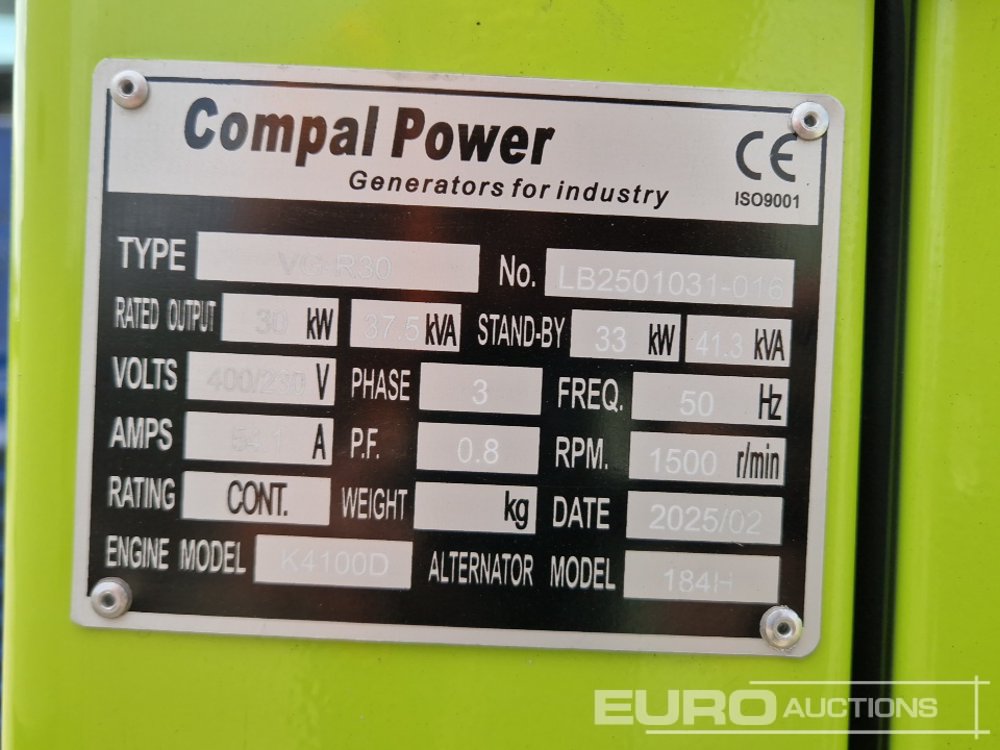 Compal Power
Generators for industry
CE
ISO9001
TYPE VG-R30 No. LB2501031-016
RATED OUTPUT 30 kW 37.5 kVA STAND-BY 33 kW 41.3 kVA
VOLTS 400/230 V PHASE 3 FREQ. 50 Hz
AMPS 54.1 A P.F. 0.8 RPM. 1500 r/min
RATING CONT. WEIGHT kg DATE 2025/02
ENGINE MODEL K4100D ALTERNATOR MODEL 184H
EURO AUCTIONS